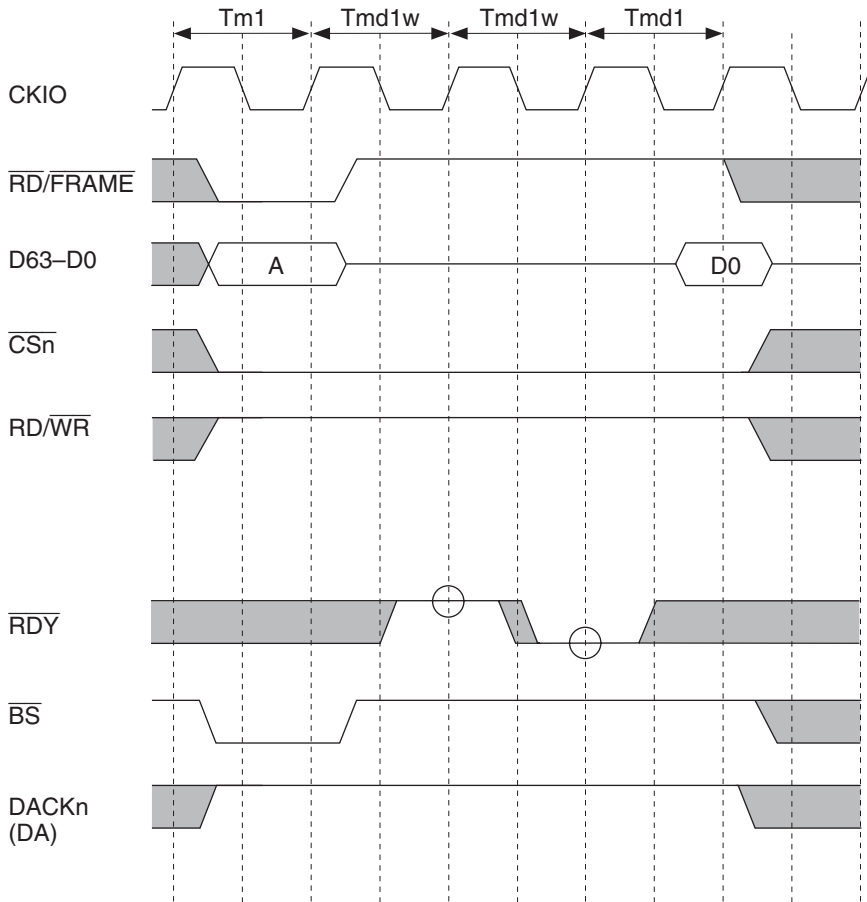 Tm1 Tmd1w Tmd1w Tmd1
CKIO
RD/FRAME
D63–D0
A
D0
CSn
RD/WR
RDY
BS
DACKn
(DA)